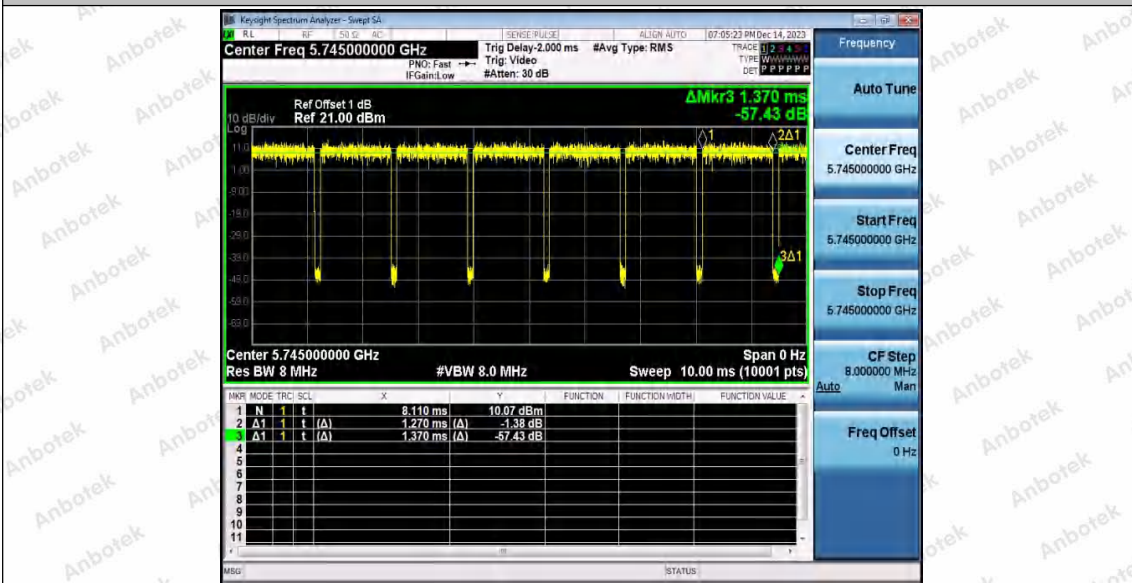 Keysight Spectrum Analyzer - Swept SA
RL RF 50 Ω AC SENSE:PULSE ALIGN AUTO 07:05:23 PM Dec 14, 2023
Center Freq 5.745000000 GHz
PNO: Fast
IFGain:Low
Trig Delay-2.000 ms
Trig: Video
#Atten: 30 dB
#Avg Type: RMS
TRACE 1 2 3 4 5 6
TYPE WWWWWW
DET P P P P P P
Ref Offset 1 dB
Ref 21.00 dBm
10 dB/div
Log
ΔMkr3 1.370 ms
-57.43 dB
1
2Δ1
3Δ1
11.0
1.00
-9.00
-19.0
-29.0
-39.0
-49.0
-59.0
-69.0
Center 5.745000000 GHz Span 0 Hz
Res BW 8 MHz #VBW 8.0 MHz Sweep 10.00 ms (10001 pts)
MKR MODE TRC SCL X Y FUNCTION FUNCTION WIDTH FUNCTION VALUE
1 N 1 t 8.110 ms 10.07 dBm
2 Δ1 1 t (Δ) 1.270 ms (Δ) -1.38 dB
3 Δ1 1 t (Δ) 1.370 ms (Δ) -57.43 dB
4
5
6
7
8
9
10
11
MSG STATUS
Frequency
Auto Tune
Center Freq
5.745000000 GHz
Start Freq
5.745000000 GHz
Stop Freq
5.745000000 GHz
CF Step
8.000000 MHz
Auto Man
Freq Offset
0 Hz
Anbotek